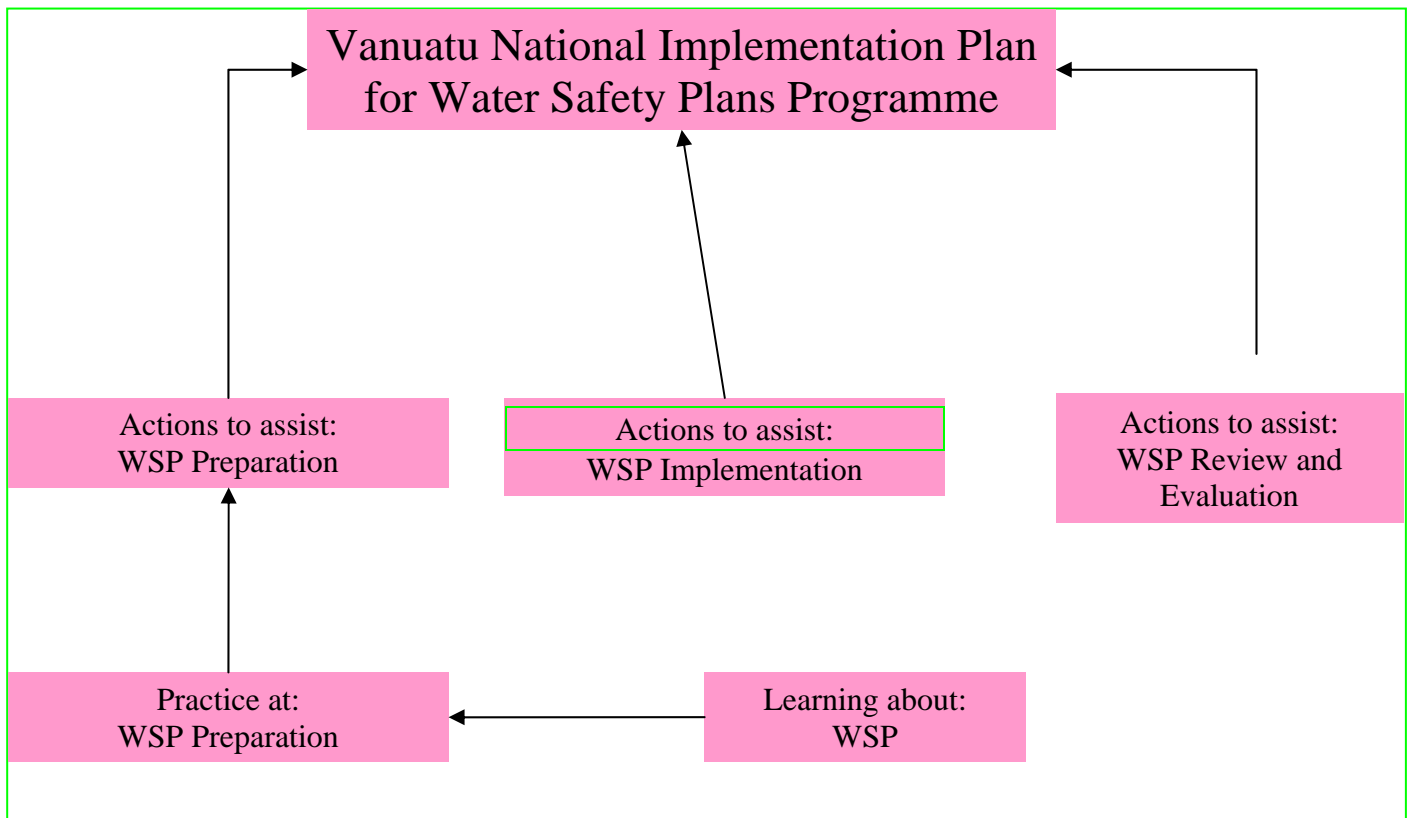 Vanuatu National Implementation Plan
for Water Safety Plans Programme
Actions to assist:
WSP Preparation
Actions to assist:
WSP Implementation
Actions to assist:
WSP Review and
Evaluation
Practice at:
WSP Preparation
Learning about:
WSP